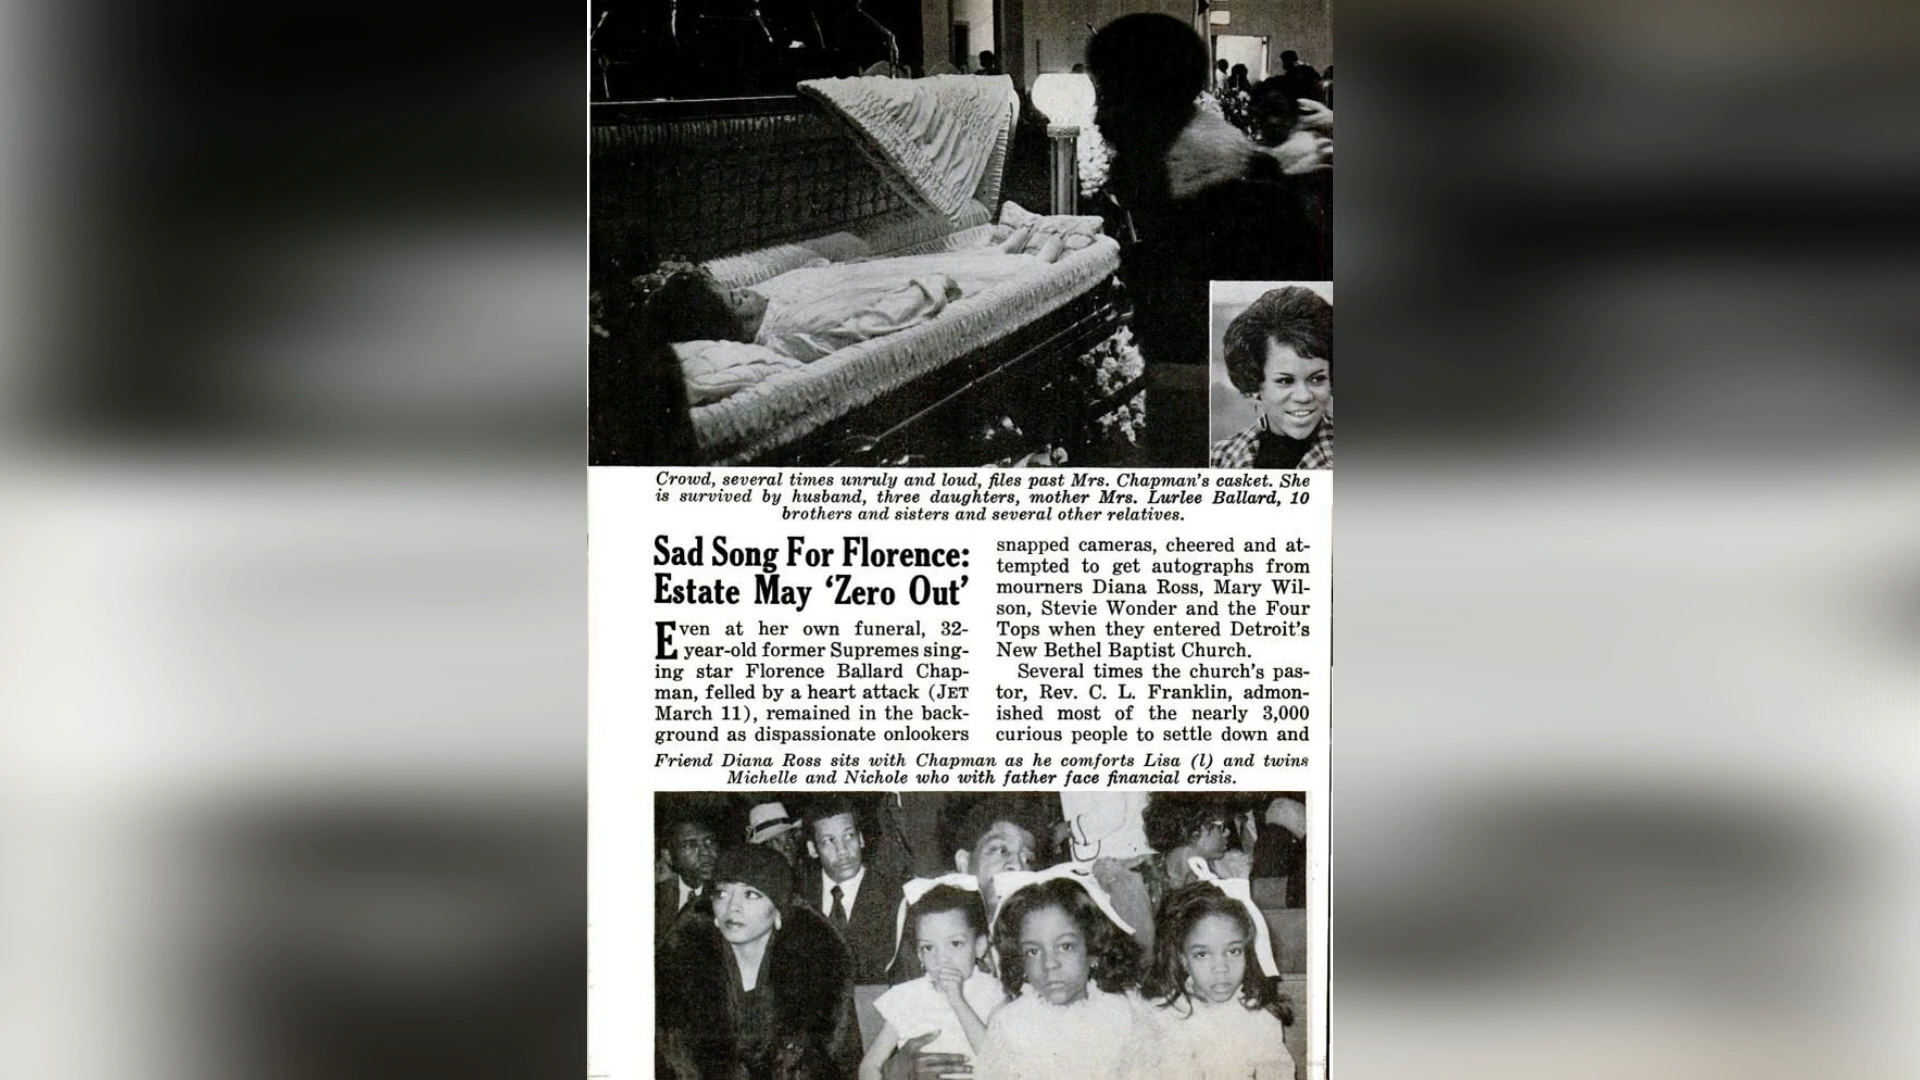 Crowd, several times unruly and loud, files past Mrs. Chapman's casket. She
is survived by husband, three daughters, mother Mrs. Lurlee Ballard, 10
brothers and sisters and several other relatives.
Sad Song For Florence:
Estate May 'Zero Out'
Even at her own funeral, 32-
year-old former Supremes sing-
ing star Florence Ballard Chap-
man, felled by a heart attack (JET
March 11), remained in the back-
ground as dispassionate onlookers
snapped cameras, cheered and at-
tempted to get autographs from
mourners Diana Ross, Mary Wil-
son, Stevie Wonder and the Four
Tops when they entered Detroit's
New Bethel Baptist Church.
Several times the church's pas-
tor, Rev. C. L. Franklin, admon-
ished most of the nearly 3,000
curious people to settle down and
Friend Diana Ross sits with Chapman as he comforts Lisa (l) and twins
Michelle and Nichole who with father face financial crisis.